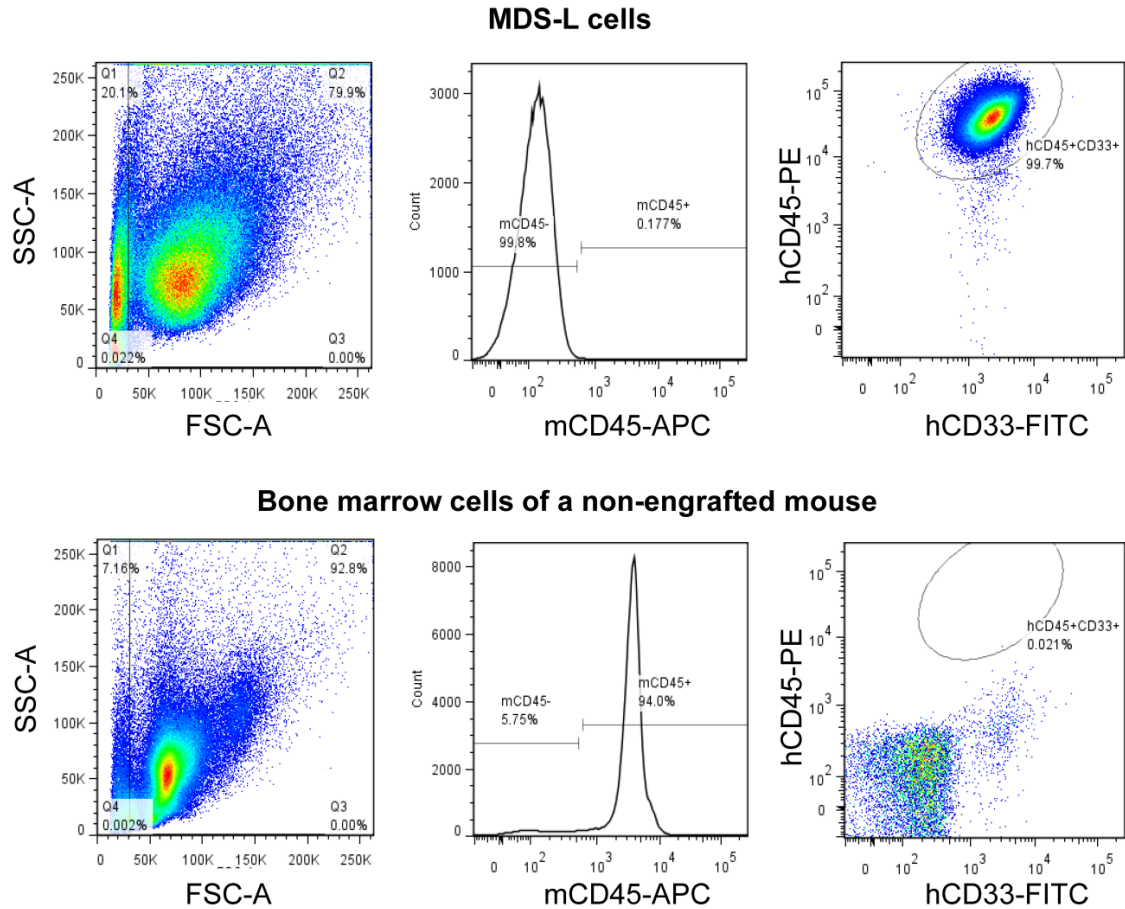 MDS-L cells
250K
200K
150K
100K
50K
0
Q1
20.1%
Q2
79.9%
Q4
0.022%
Q3
0.00%
0 50K 100K 150K 200K 250K
SSC-A
FSC-A
3000
2000
1000
0
Count
mCD45-
99.8%
mCD45+
0.177%
0 10² 10³ 10⁴ 10⁵
mCD45-APC
10⁵
10⁴
10³
10²
0
hCD45-PE
hCD45+CD33+
99.7%
0 10² 10³ 10⁴ 10⁵
hCD33-FITC
Bone marrow cells of a non-engrafted mouse
250K
200K
150K
100K
50K
0
Q1
7.16%
Q2
92.8%
Q4
0.002%
Q3
0.00%
0 50K 100K 150K 200K 250K
SSC-A
FSC-A
8000
6000
4000
2000
0
Count
mCD45-
5.75%
mCD45+
94.0%
0 10² 10³ 10⁴ 10⁵
mCD45-APC
10⁵
10⁴
10³
10²
0
hCD45-PE
hCD45+CD33+
0.021%
0 10² 10³ 10⁴ 10⁵
hCD33-FITC